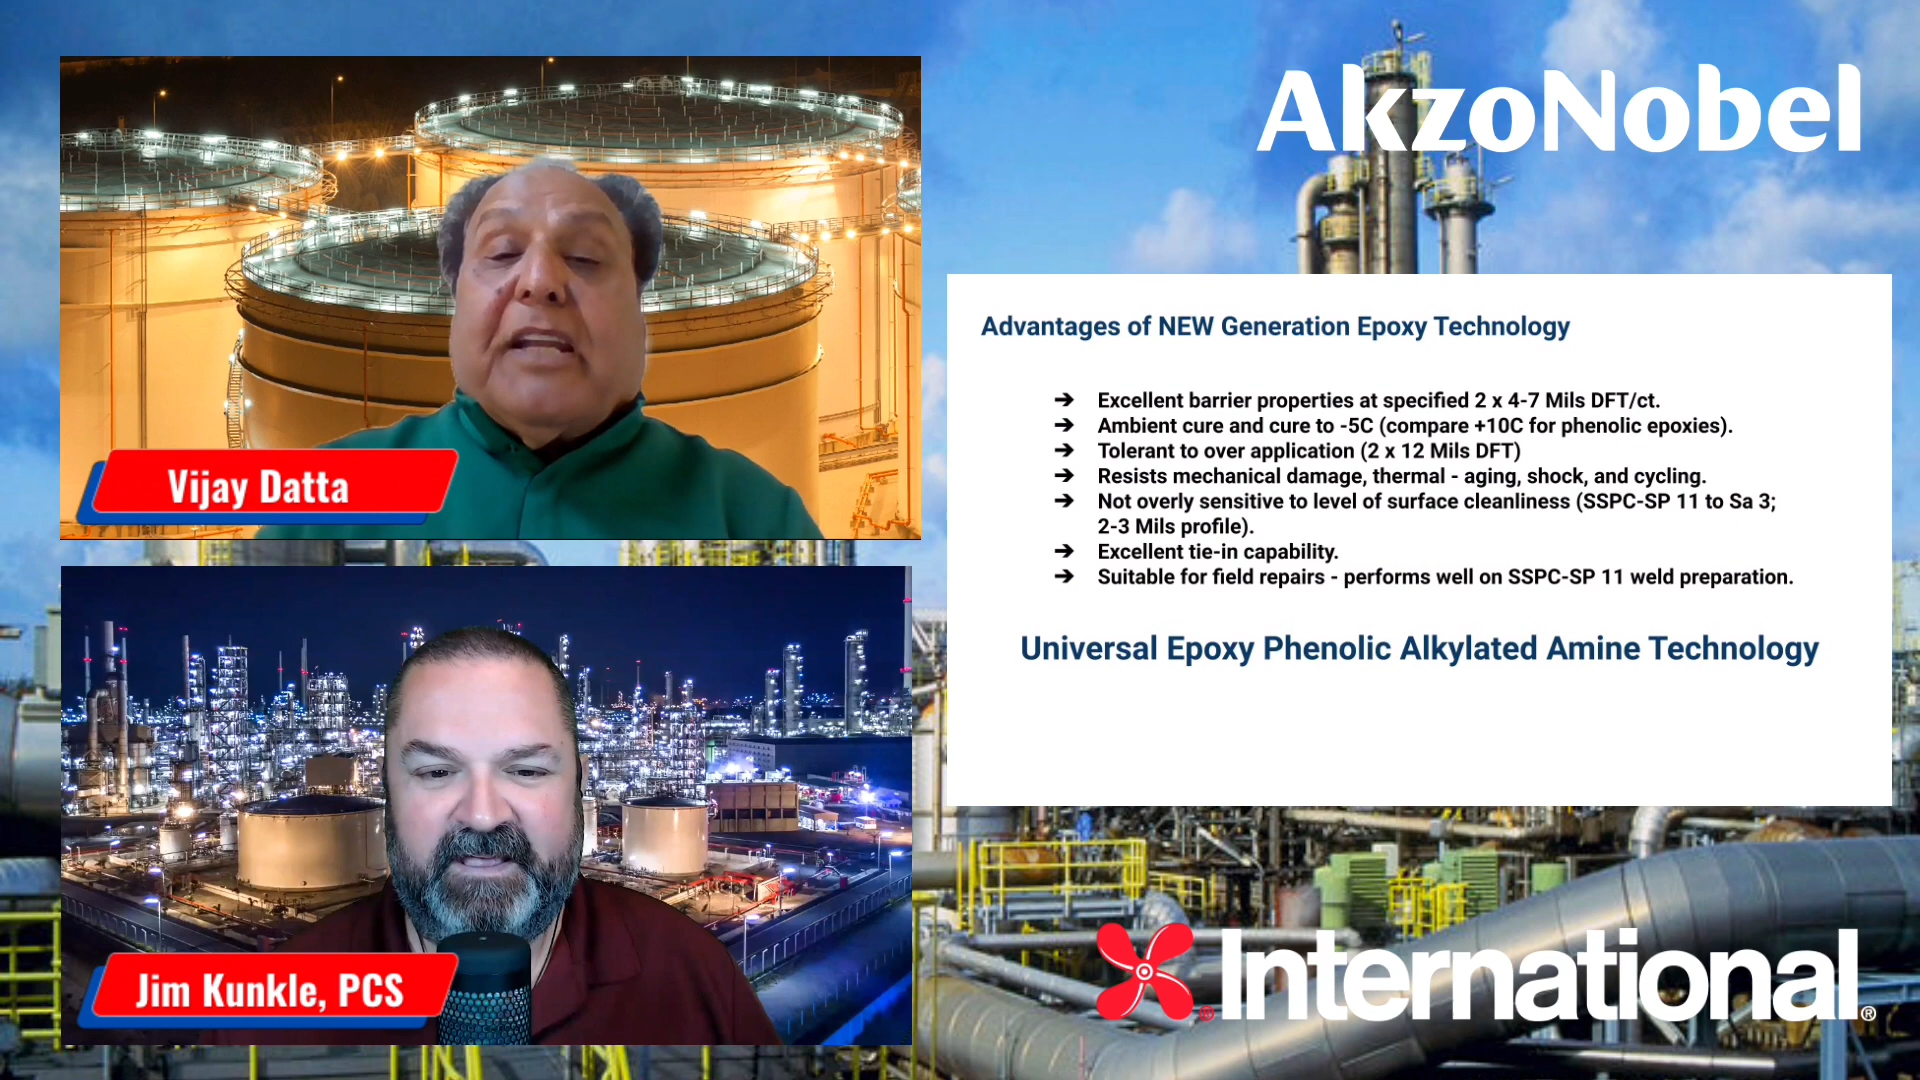 AkzoNobel
Vijay Datta
Advantages of NEW Generation Epoxy Technology
➔ Excellent barrier properties at specified 2 x 4-7 Mils DFT/ct.
➔ Ambient cure and cure to -5C (compare +10C for phenolic epoxies).
➔ Tolerant to over application (2 x 12 Mils DFT)
➔ Resists mechanical damage, thermal - aging, shock, and cycling.
➔ Not overly sensitive to level of surface cleanliness (SSPC-SP 11 to Sa 3;
2-3 Mils profile).
➔ Excellent tie-in capability.
➔ Suitable for field repairs - performs well on SSPC-SP 11 weld preparation.
Universal Epoxy Phenolic Alkylated Amine Technology
Jim Kunkle, PCS
® International®